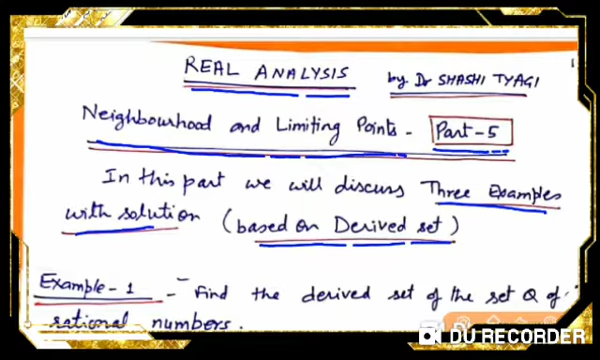 REAL ANALYSIS by Dr SHASHI TYAGI
Neighbourhood and Limiting Points - Part-5
In this part we will discuss Three Examples
with solution (based on Derived set)
Example-1 - Find the derived set of the set Q of
rational numbers.
DU RECORDER